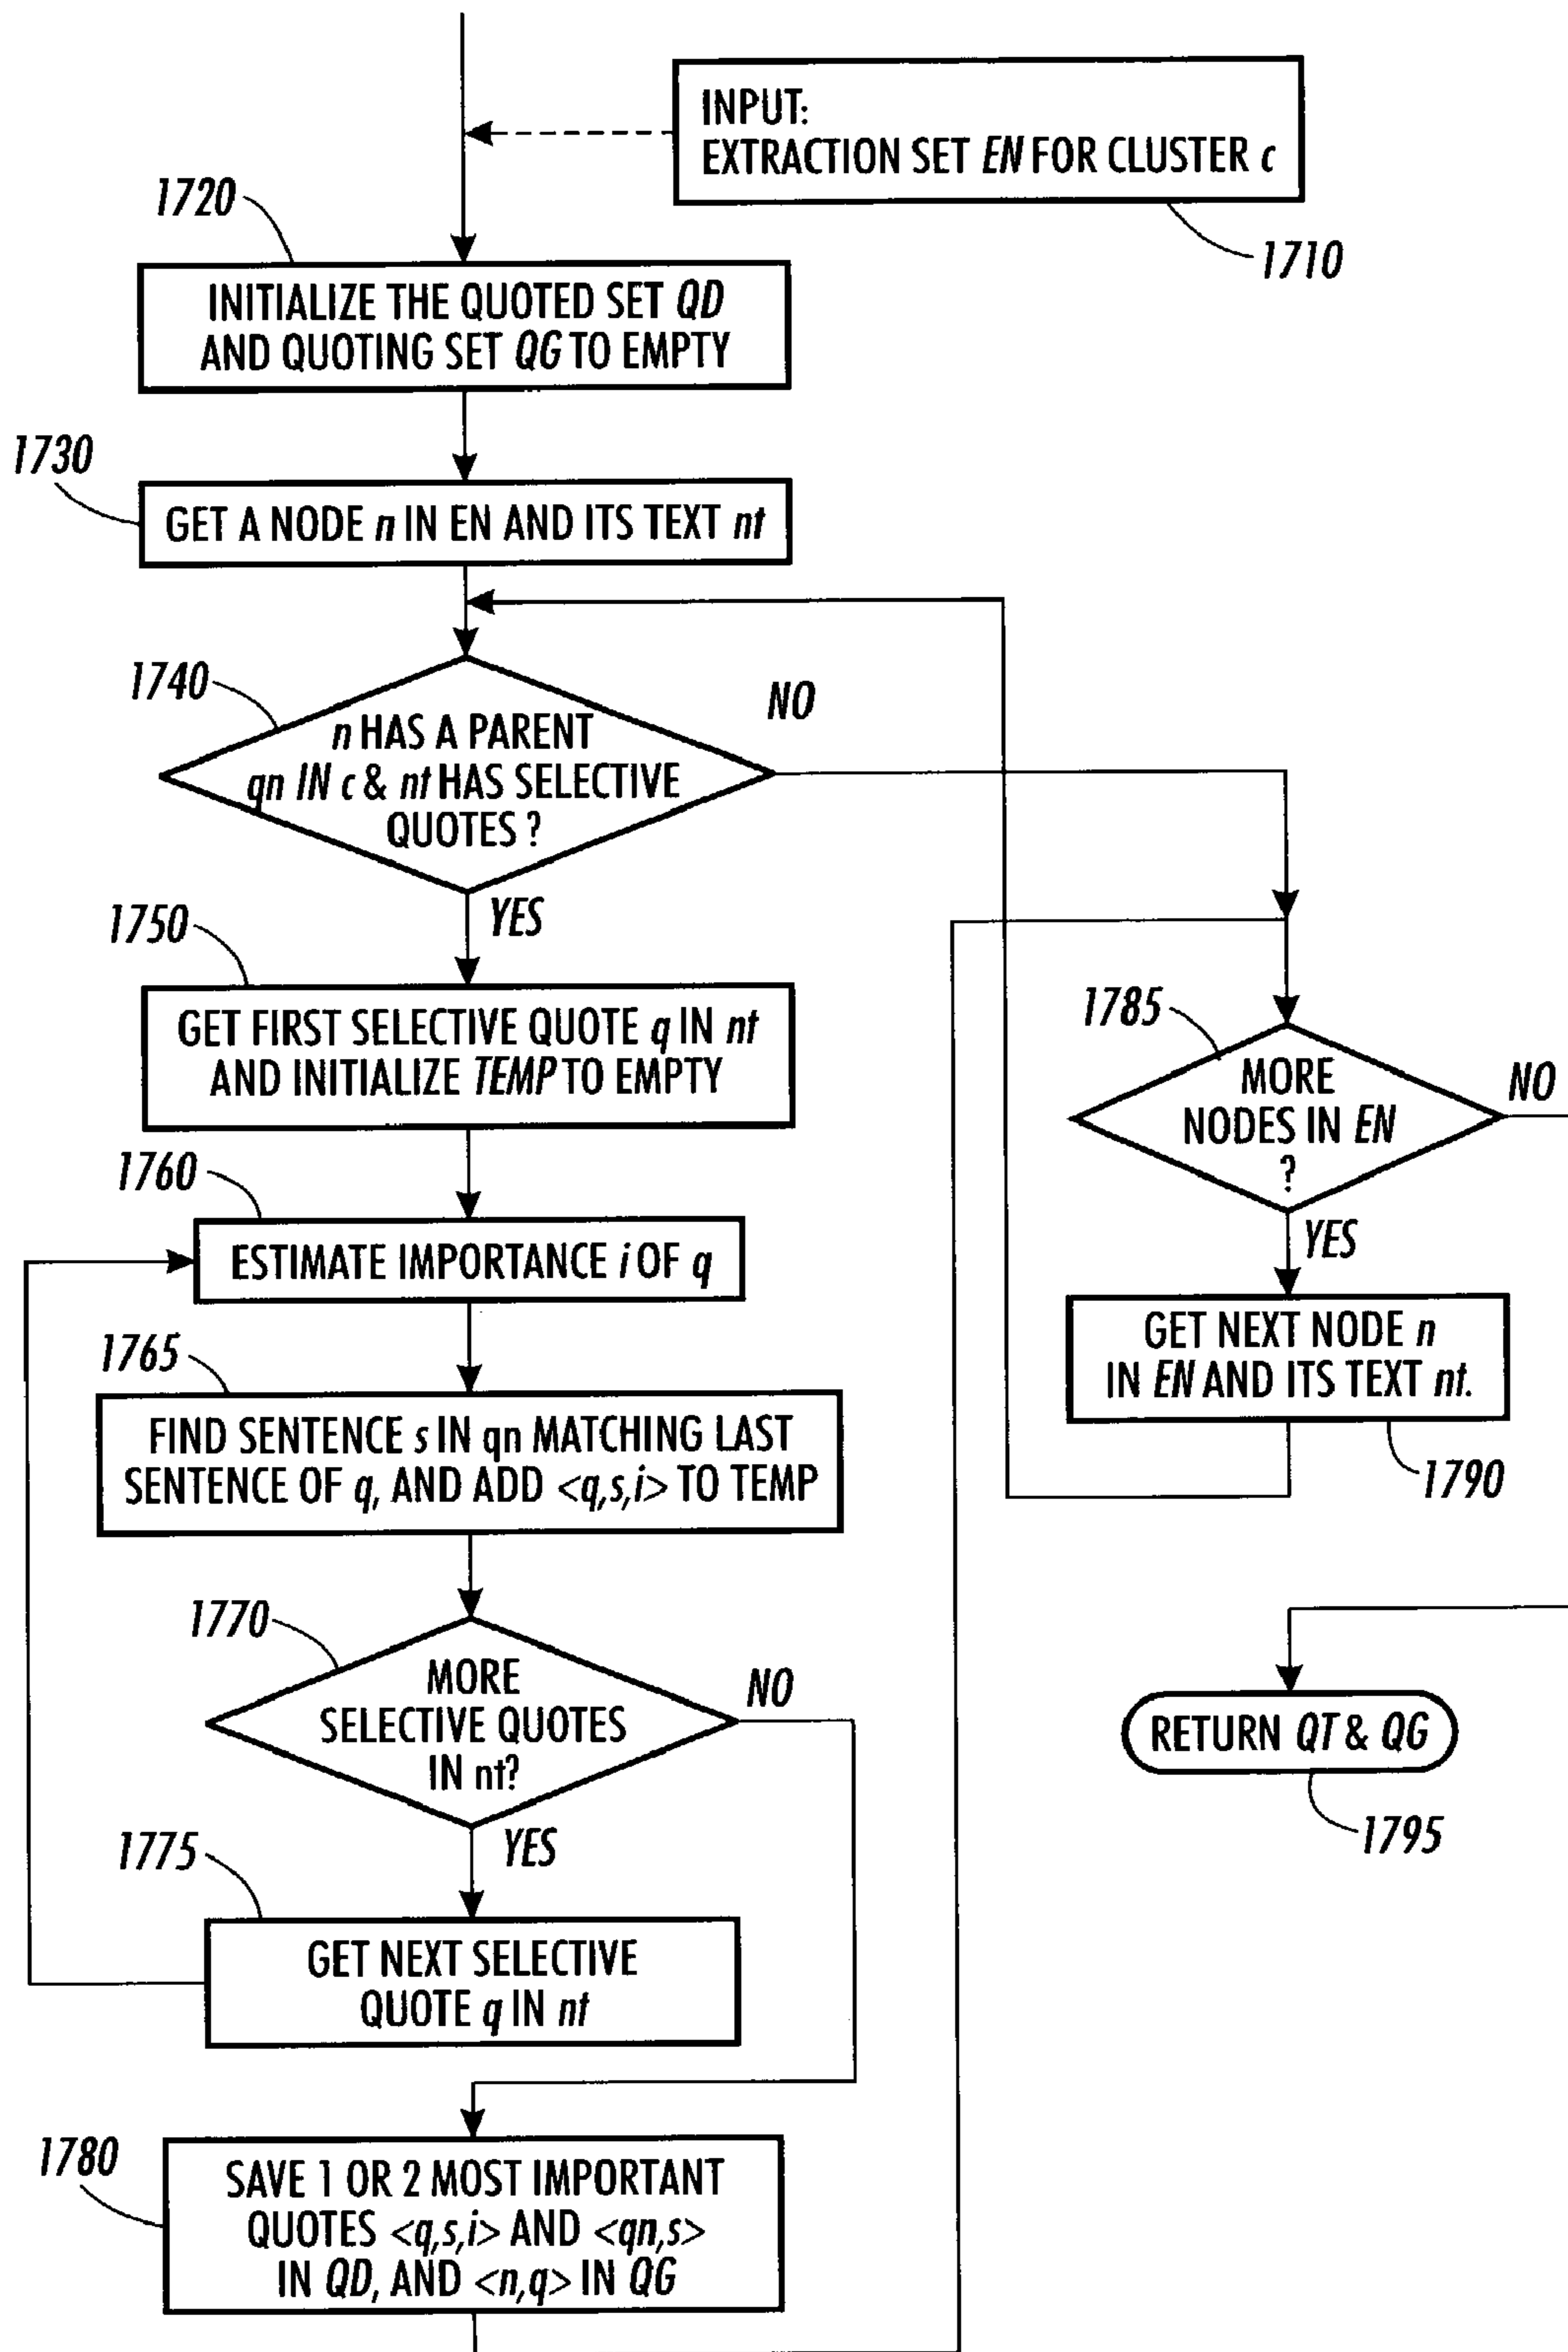 INPUT:
EXTRACTION SET EN FOR CLUSTER c
1710
1720
INITIALIZE THE QUOTED SET QD
AND QUOTING SET QG TO EMPTY
1730
GET A NODE n IN EN AND ITS TEXT nt
1740
NO
n HAS A PARENT
qn IN c & nt HAS SELECTIVE
QUOTES ?
YES
1750
GET FIRST SELECTIVE QUOTE q IN nt
AND INITIALIZE TEMP TO EMPTY
1760
ESTIMATE IMPORTANCE i OF q
1765
FIND SENTENCE s IN qn MATCHING LAST
SENTENCE OF q, AND ADD <q,s,i> TO TEMP
1770
MORE
SELECTIVE QUOTES
IN nt?
NO
YES
1775
GET NEXT SELECTIVE
QUOTE q IN nt
1780
SAVE 1 OR 2 MOST IMPORTANT
QUOTES <q,s,i> AND <qn,s>
IN QD, AND <n,q> IN QG
1785
MORE
NODES IN EN
?
NO
YES
GET NEXT NODE n
IN EN AND ITS TEXT nt.
1790
RETURN QT & QG
1795